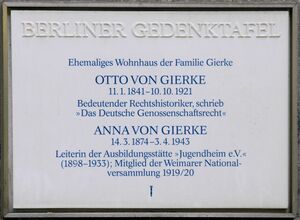 BERLINER GEDENKTAFEL
Ehemaliges Wohnhaus der Familie Gierke
OTTO VON GIERKE
11. 1. 1841–10. 10. 1921
Bedeutender Rechtshistoriker, schrieb
»Das Deutsche Genossenschaftsrecht«
ANNA VON GIERKE
14. 3. 1874–3. 4. 1943
Leiterin der Ausbildungsstätte »Jugendheim e.V.«
(1898–1933); Mitglied der Weimarer National-
versammlung 1919/20